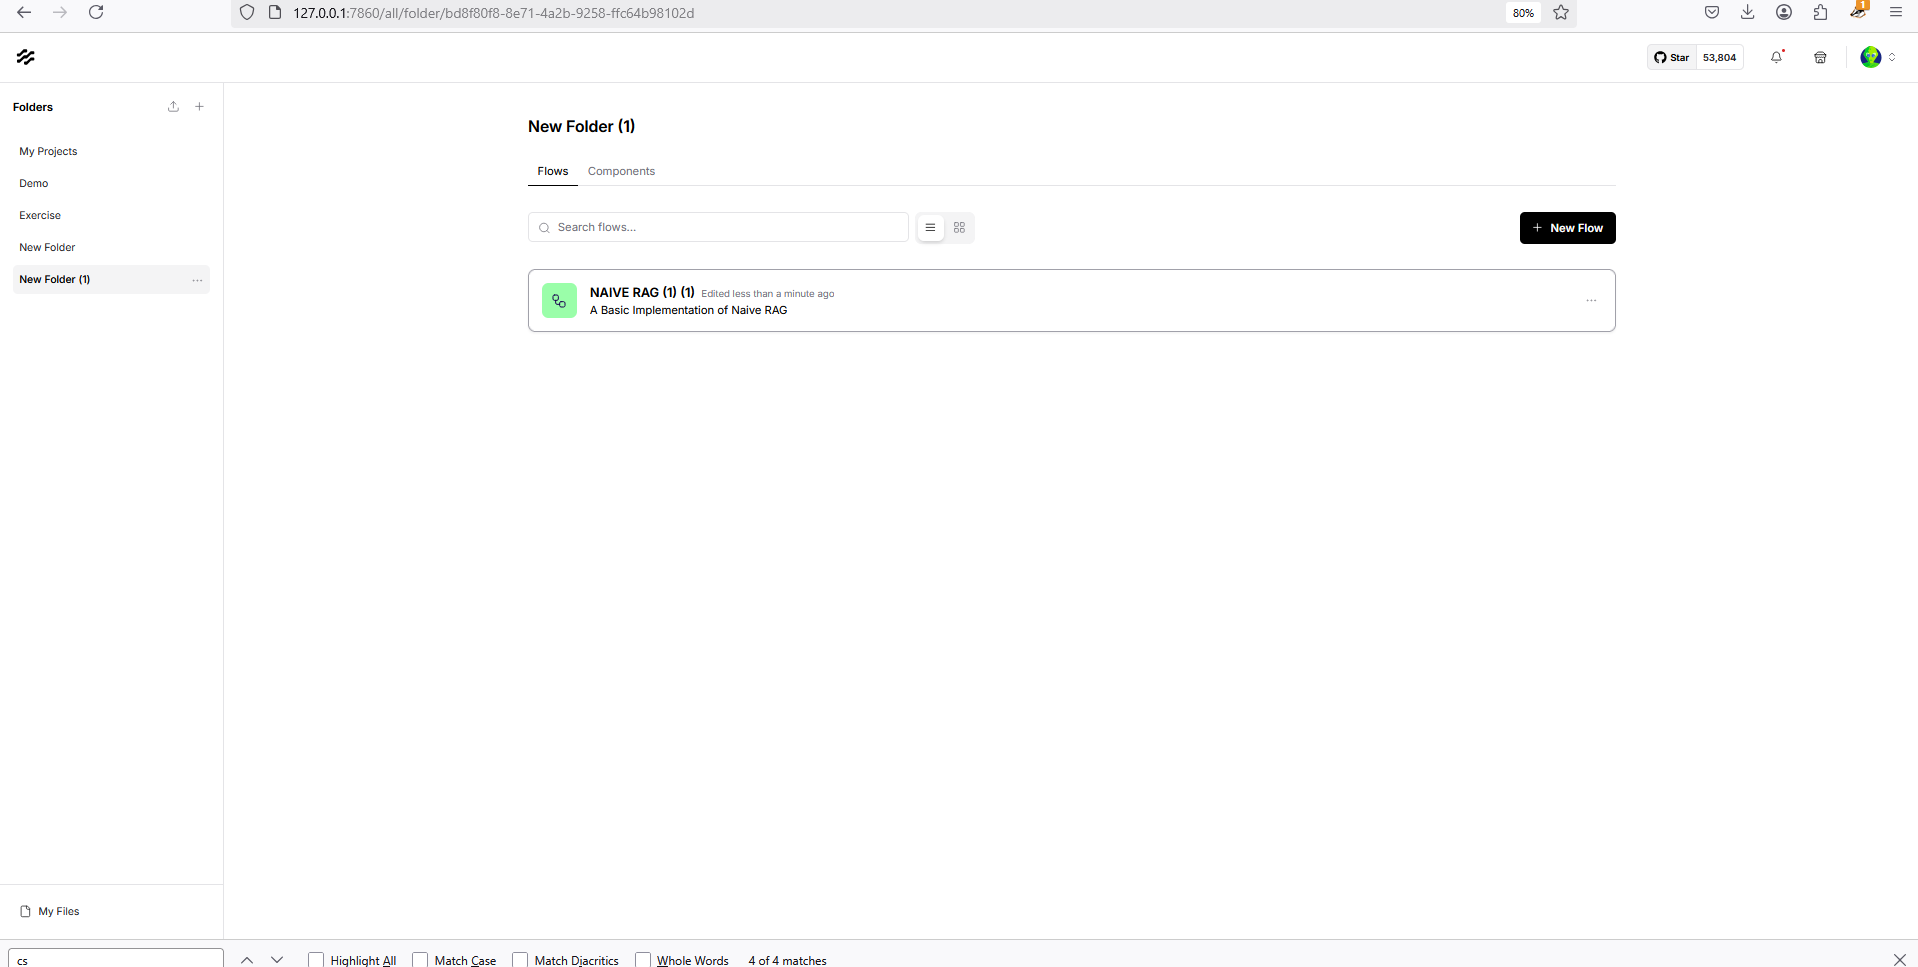 127.0.0.1:7860/all/folder/bd8f80f8-8e71-4a2b-9258-ffc64b98102d
80%
1
Star 53,804
Folders
My Projects
Demo
Exercise
New Folder
New Folder (1)
New Folder (1)
Flows Components
Search flows...
New Flow
NAIVE RAG (1) (1) Edited less than a minute ago
A Basic Implementation of Naive RAG
My Files
cs
Highlight All Match Case Match Diacritics Whole Words 4 of 4 matches